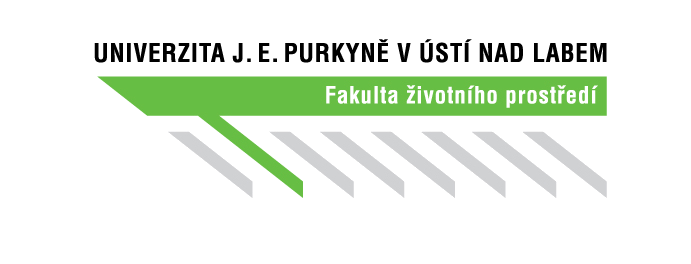 UNIVERZITA J. E. PURKYNĚ V ÚSTÍ NAD LABEM
Fakulta životního prostředí